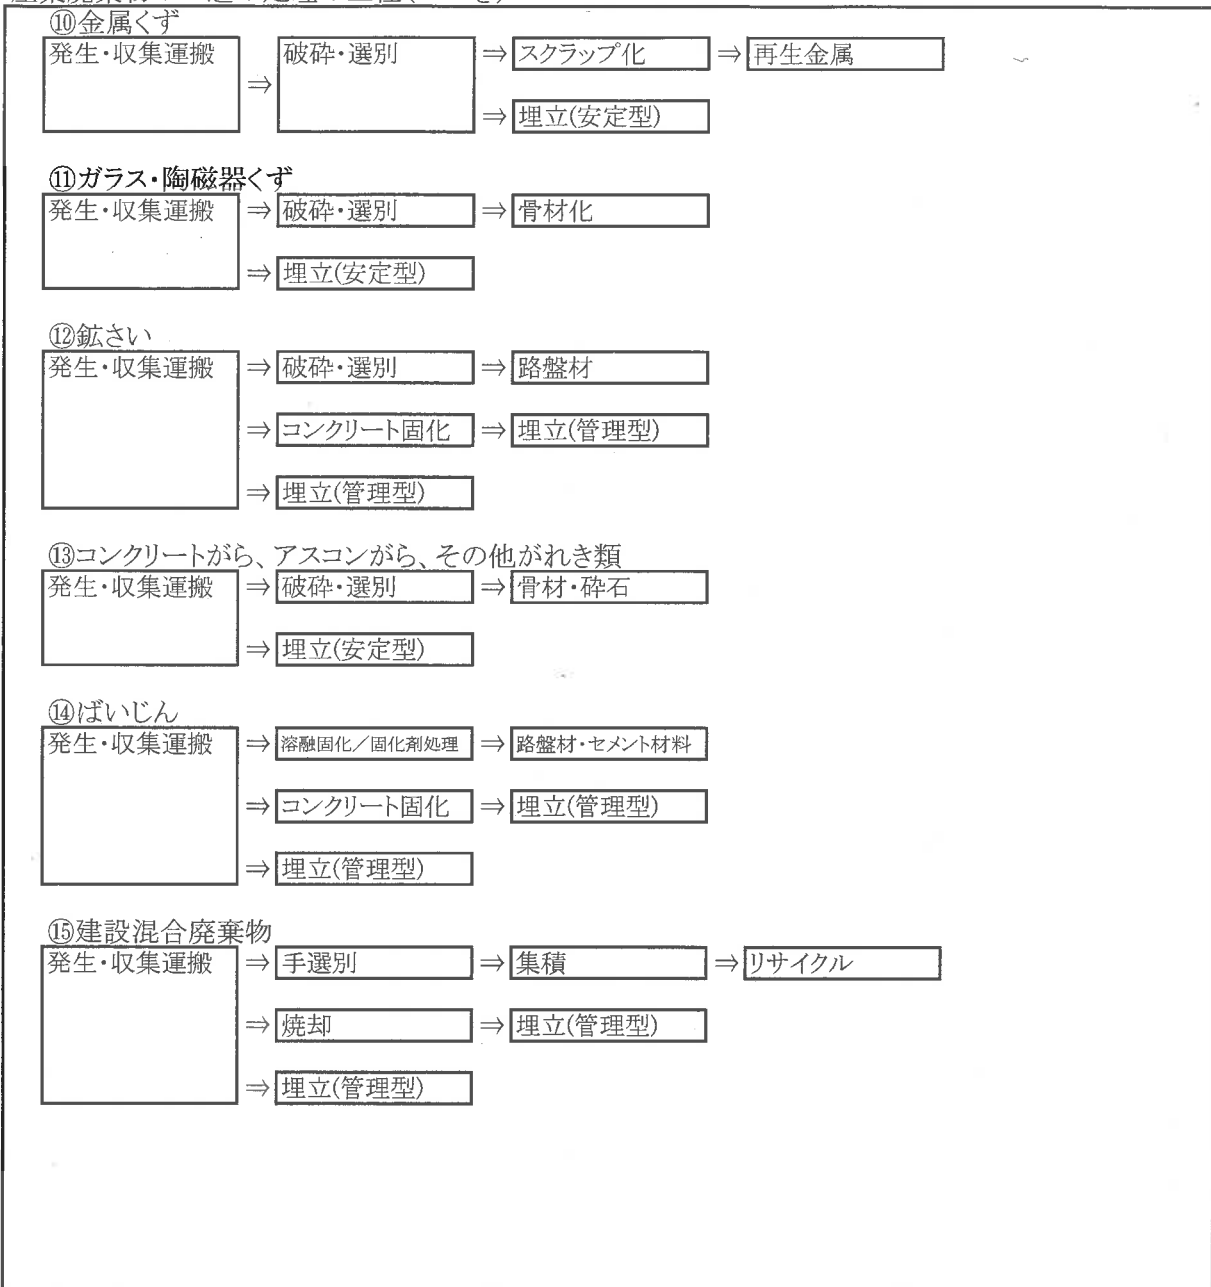 ⑩金属くず
発生・収集運搬 ⇒ 破砕・選別 ⇒ スクラップ化 ⇒ 再生金属
⇒ 埋立(安定型)
⑪ガラス・陶磁器くず
発生・収集運搬 ⇒ 破砕・選別 ⇒ 骨材化
⇒ 埋立(安定型)
⑫鉱さい
発生・収集運搬 ⇒ 破砕・選別 ⇒ 路盤材
⇒ コンクリート固化 ⇒ 埋立(管理型)
⇒ 埋立(管理型)
⑬コンクリートがら、アスコンがら、その他がれき類
発生・収集運搬 ⇒ 破砕・選別 ⇒ 骨材・砕石
⇒ 埋立(安定型)
⑭ばいじん
発生・収集運搬 ⇒ 溶融固化／固化剤処理 ⇒ 路盤材・セメント材料
⇒ コンクリート固化 ⇒ 埋立(管理型)
⇒ 埋立(管理型)
⑮建設混合廃棄物
発生・収集運搬 ⇒ 手選別 ⇒ 集積 ⇒ リサイクル
⇒ 焼却 ⇒ 埋立(管理型)
⇒ 埋立(管理型)